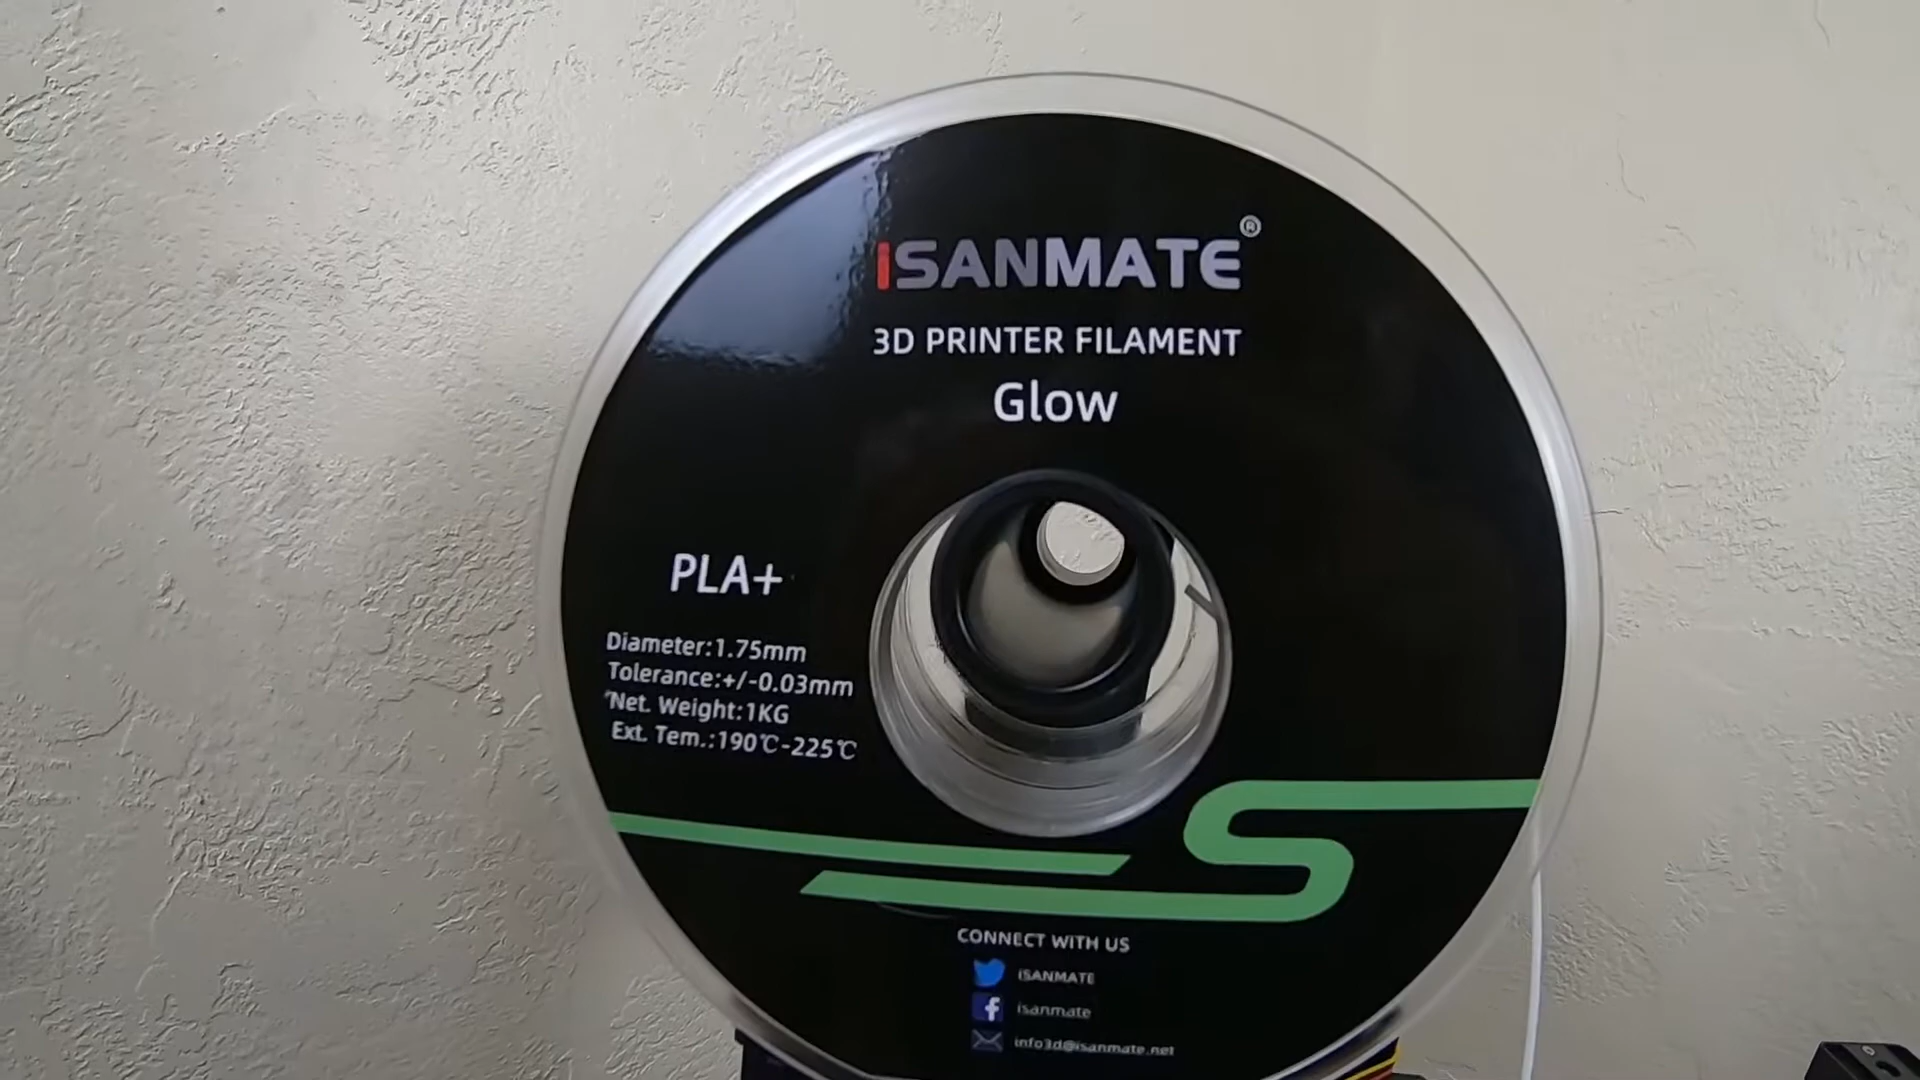 iSANMATE®
3D PRINTER FILAMENT
Glow
PLA+
Diameter:1.75mm
Tolerance:+/-0.03mm
Net. Weight:1KG
Ext. Tem.:190℃-225℃
CONNECT WITH US
iSANMATE
isanmate
info3d@isanmate.net